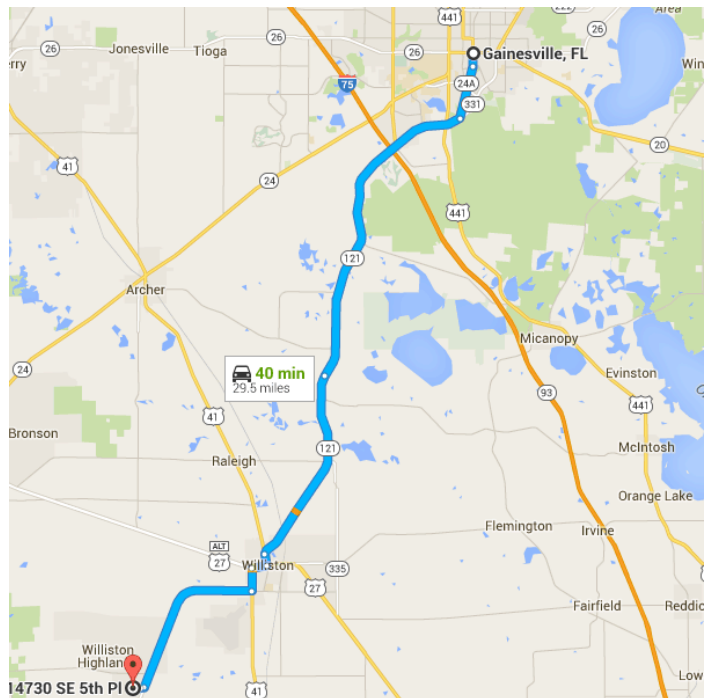 222
Area
441
Jonesville
Tioga
26
26
26
Gainesville, FL
erry
26
24A
Win
75
331
20
41
24
441
121
Archer
Micanopy
40 min
29.5 miles
24
Evinston
93
441
41
Bronson
121
McIntosh
Raleigh
Orange Lake
Flemington
Irvine
ALT
27
Williston
335
27
Fairfield
Reddic
Williston
Highland
Low
14730 SE 5th Pl
41